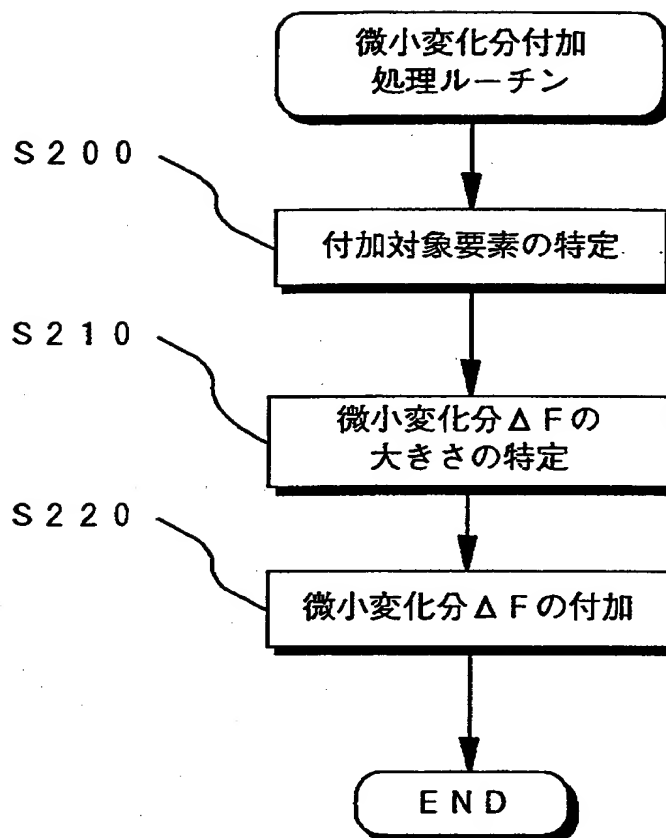 微小変化分付加
処理ルーチン
S200
付加対象要素の特定
S210
微小変化分ΔFの
大きさの特定
S220
微小変化分ΔFの付加
END